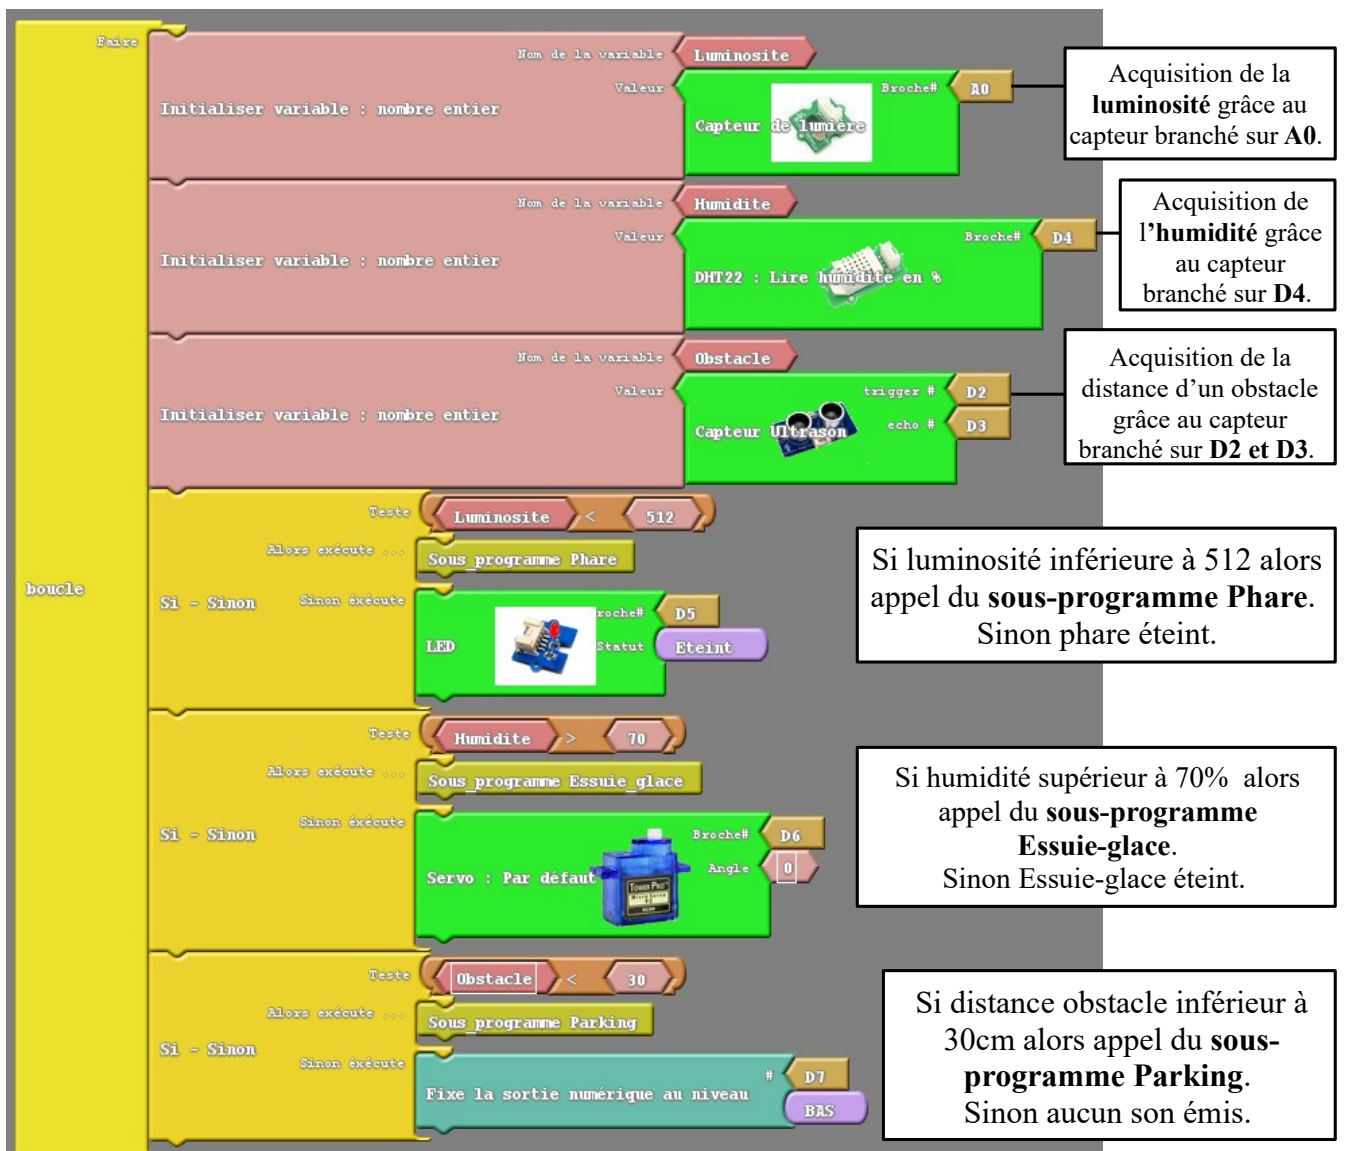 Faire
Nom de la variable Luminosite
Valeur Broche# A0
Initialiser variable : nombre entier
Capteur de lumiere
Acquisition de la
luminosité grâce au
capteur branché sur A0.
Nom de la variable Humidite
Valeur Broche# D4
Initialiser variable : nombre entier
DHT22 : Lire humidite en %
Acquisition de
l’humidité grâce
au capteur
branché sur D4.
Nom de la variable Obstacle
Valeur trigger # D2
Initialiser variable : nombre entier
echo # D3
Capteur Ultrason
Acquisition de la
distance d’un obstacle
grâce au capteur
branché sur D2 et D3.
boucle
Teste Luminosite < 512
Alors exécute ... Sous_programme Phare
Si - Sinon
Sinon éxécute
roche# D5
LED
Statut Eteint
Si luminosité inférieure à 512 alors
appel du sous-programme Phare.
Sinon phare éteint.
Teste Humidite > 70
Alors exécute ... Sous_programme Essuie_glace
Si - Sinon
Sinon éxécute
Broche# D6
Angle 0
Servo : Par défaut
Tower Pro
Si humidité supérieur à 70% alors
appel du sous-programme
Essuie-glace.
Sinon Essuie-glace éteint.
Teste Obstacle < 30
Alors exécute ... Sous_programme Parking
Si - Sinon
Sinon éxécute
# D7
Fixe la sortie numérique au niveau
BAS
Si distance obstacle inférieur à
30cm alors appel du sous-
programme Parking.
Sinon aucun son émis.